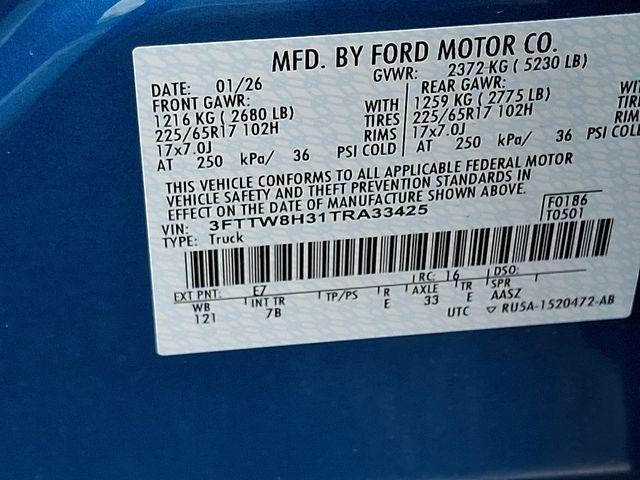 MFD. BY FORD MOTOR CO.
DATE: 01/26 GVWR: 2372 KG ( 5230 LB)
FRONT GAWR: REAR GAWR:
1216 KG ( 2680 LB) WITH 1259 KG ( 2775 LB) WIT
225/65R17 102H TIRES 225/65R17 102H TIRES
17x7.0J RIMS 17x7.0J RIMS
AT 250 kPa/ 36 PSI COLD AT 250 kPa/ 36 PSI COLD
THIS VEHICLE CONFORMS TO ALL APPLICABLE FEDERAL MOTOR
VEHICLE SAFETY AND THEFT PREVENTION STANDARDS IN
EFFECT ON THE DATE OF MANUFACTURE SHOWN ABOVE.
VIN: 3FTTW8H31TRA33425 F0186
TYPE: Truck T0501
EXT PNT: E7 RC: 16 DSO:
WB INT TR TP/PS R AXLE TR SPR
121 7B E 33 E AASZ
UTC ▽ RU5A-1520472-AB